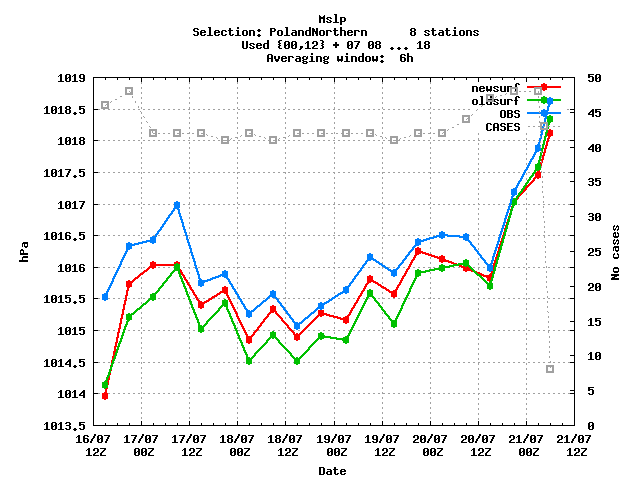 Mslp
Selection: PolandNorthern 8 stations
Used {00,12} + 07 08 ... 18
Averaging window: 6h
1019
1018.5
1018
1017.5
1017
1016.5
1016
1015.5
1015
1014.5
1014
1013.5
hPa
50
45
40
35
30
25
20
15
10
5
0
No cases
newsurf
oldsurf
OBS
CASES
16/07 17/07 17/07 18/07 18/07 19/07 19/07 20/07 20/07 21/07 21/07
12Z 00Z 12Z 00Z 12Z 00Z 12Z 00Z 12Z 00Z 12Z
Date